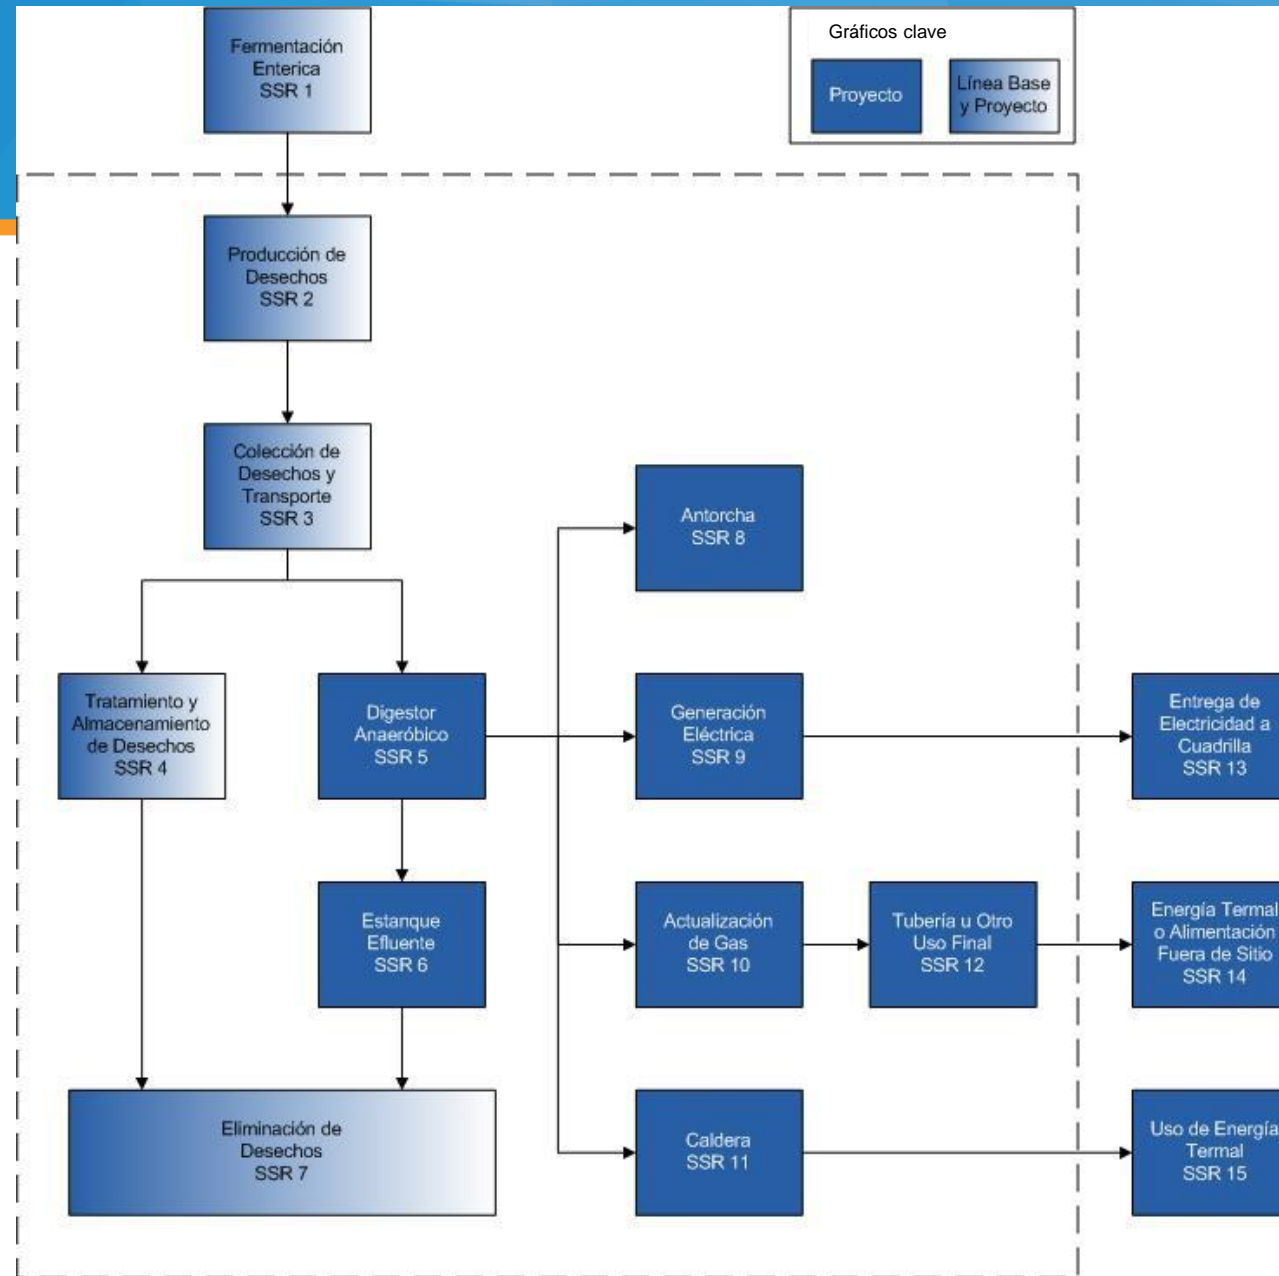 Fermentación
Enterica
SSR 1
Gráficos clave
Proyecto
Línea Base
y Proyecto
Producción de
Desechos
SSR 2
Colección de
Desechos y
Transporte
SSR 3
Antorcha
SSR 8
Tratamiento y
Almacenamiento
de Desechos
SSR 4
Digestor
Anaeróbico
SSR 5
Generación
Eléctrica
SSR 9
Entrega de
Electricidad a
Cuadrilla
SSR 13
Estanque
Efluente
SSR 6
Actualización
de Gas
SSR 10
Tubería u Otro
Uso Final
SSR 12
Energía Termal
o Alimentación
Fuera de Sitio
SSR 14
Eliminación de
Desechos
SSR 7
Caldera
SSR 11
Uso de Energía
Termal
SSR 15